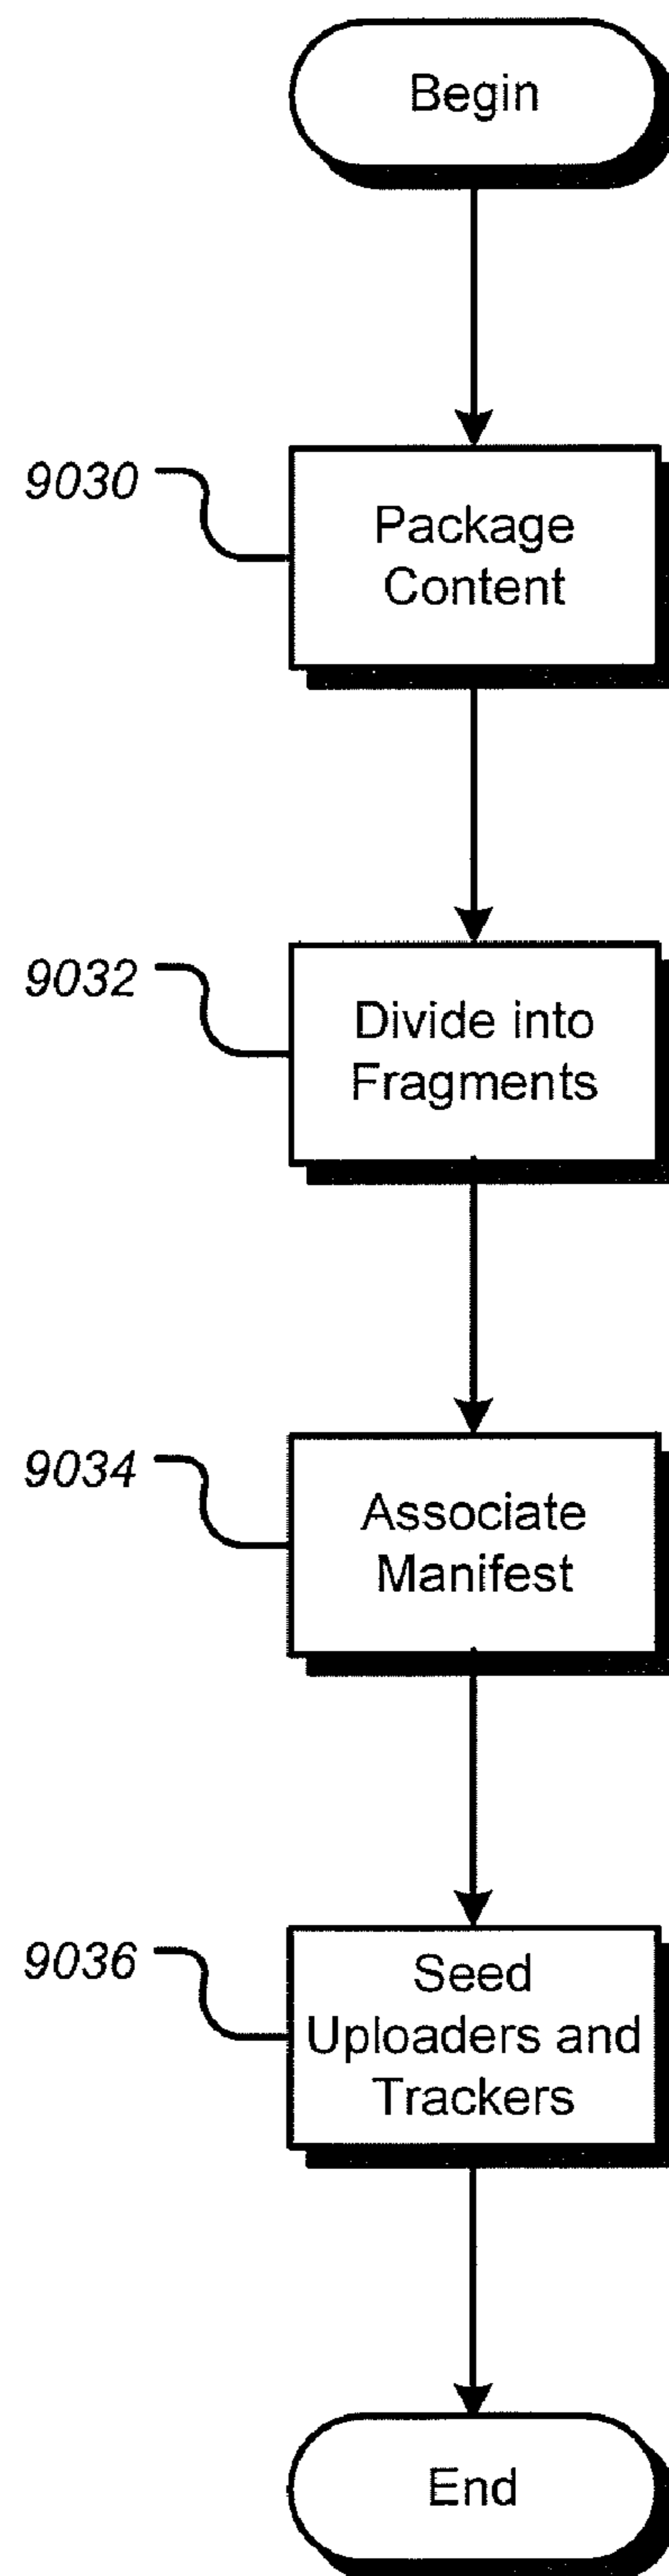 Begin
9030
Package
Content
9032
Divide into
Fragments
9034
Associate
Manifest
9036
Seed
Uploaders and
Trackers
End